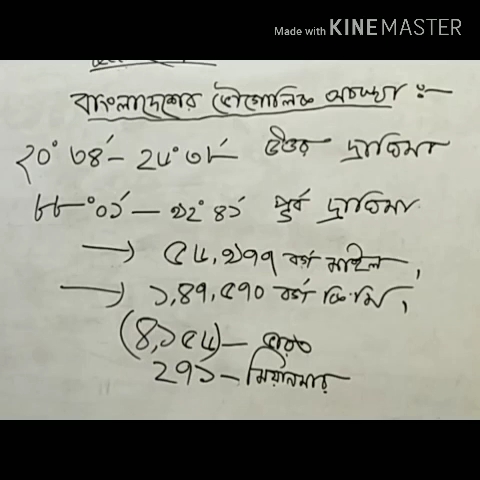 Made with KINEMASTER
বাংলাদেশের ভৌগোলিক অবস্থা :-
২০° ৩৪′ - ২৬° ৩৮′ উত্তর দ্রাঘিমা
৮৮° ০১′ - ৯২° ৪১′ পূর্ব দ্রাঘিমা
→ ৫৬,৯৭৭ বর্গ মাইল,
→ ১,৪৭,৫৭০ বর্গ কিমি,
(৪,১৫৬) - ভারত
২৭১ - মিয়ানমার